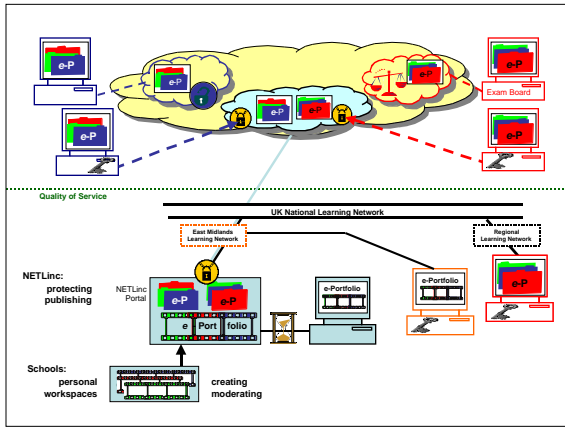 e-P
e-P
e-P
e-P
e-P
e-P
e-P
Exam Board
e-P
Quality of Service
UK National Learning Network
East Midlands
Learning Network
Regional
Learning Network
NETLinc:
protecting
publishing
NETLinc
Portal
e-P
e-P
e Port folio
e-Portfolio
e-Portfolio
e-P
Schools:
personal
workspaces
creating
moderating